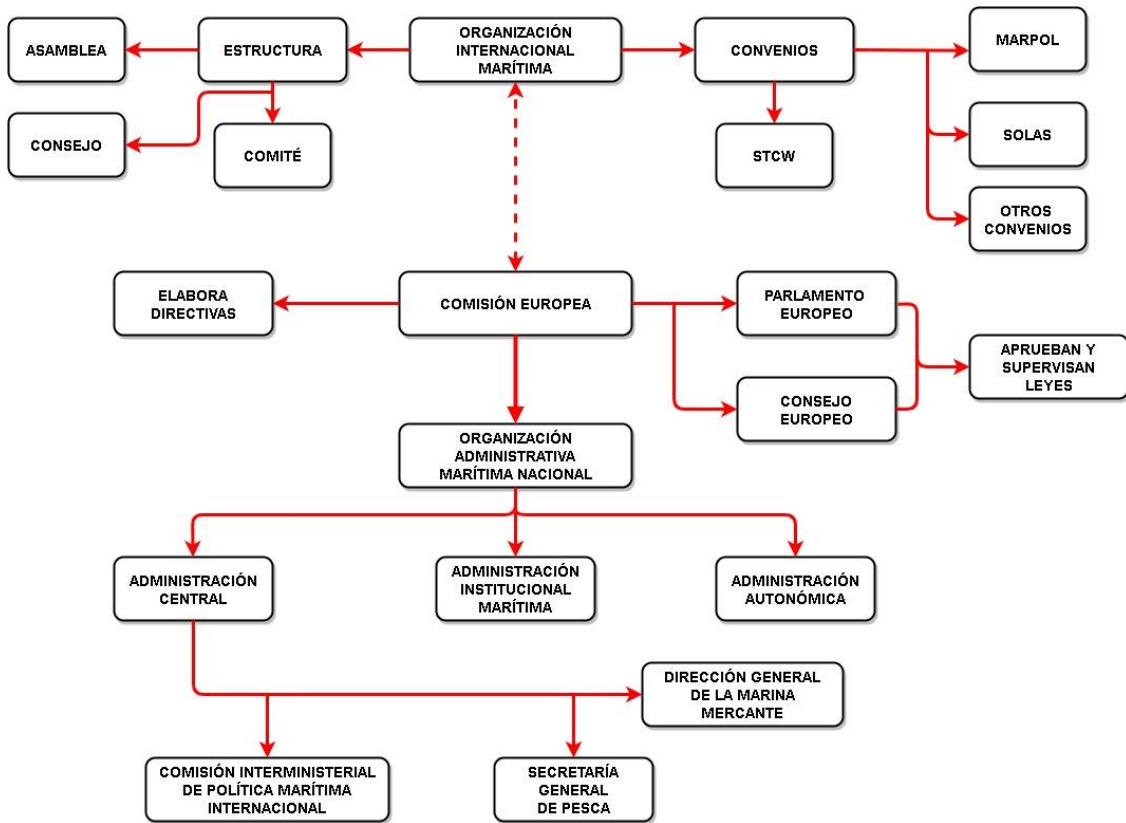 ASAMBLEA
ESTRUCTURA
ORGANIZACIÓN
INTERNACIONAL
MARÍTIMA
CONVENIOS
MARPOL
CONSEJO
COMITÉ
STCW
SOLAS
OTROS
CONVENIOS
ELABORA
DIRECTIVAS
COMISIÓN EUROPEA
PARLAMENTO
EUROPEO
CONSEJO
EUROPEO
APRUEBAN Y
SUPERVISAN
LEYES
ORGANIZACIÓN
ADMINISTRATIVA
MARÍTIMA NACIONAL
ADMINISTRACIÓN
CENTRAL
ADMINISTRACIÓN
INSTITUCIONAL
MARÍTIMA
ADMINISTRACIÓN
AUTONÓMICA
DIRECCIÓN GENERAL
DE LA MARINA
MERCANTE
COMISIÓN INTERMINISTERIAL
DE POLÍTICA MARÍTIMA
INTERNACIONAL
SECRETARÍA
GENERAL
DE PESCA